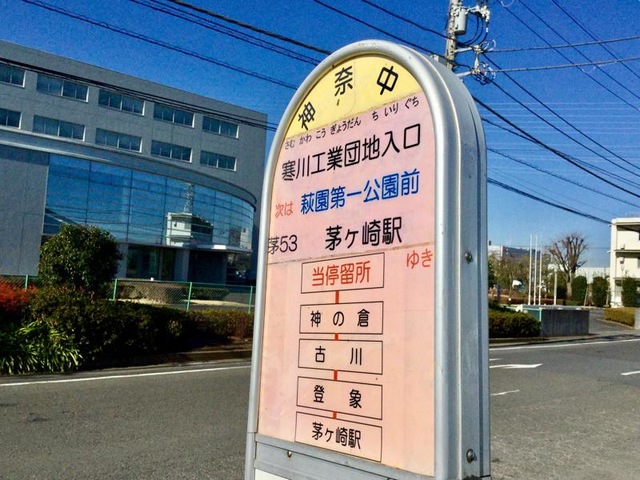 神奈中
さむかわこうぎょうだんちいりぐち
寒川工業団地入口
次は 萩園第一公園前
茅53 茅ヶ崎駅 ゆき
当停留所
神の倉
古川
登象
茅ヶ崎駅